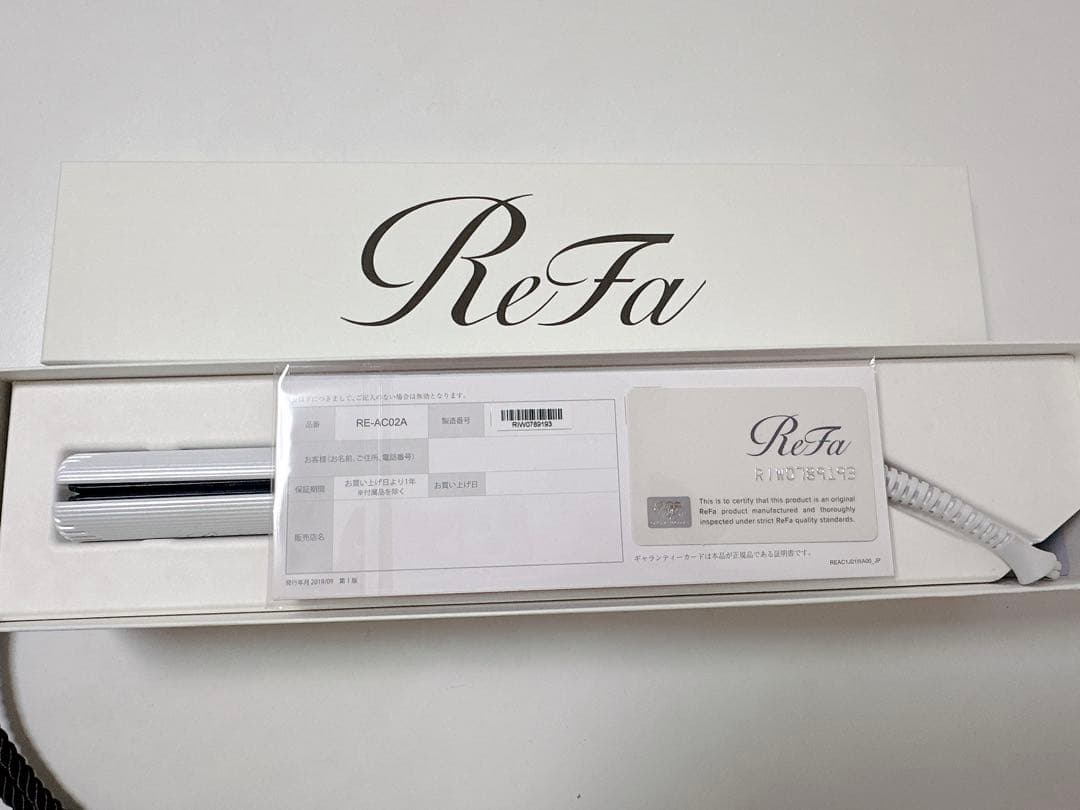 ReFa
につきまして、ご記入のない場合は無効となります。
品番
RE-AC02A
製造番号
RIW0789193
お客様(お名前、ご住所、電話番号)
保証期間
お買い上げ日より1年
※付属品を除く
お買い上げ日
販売店名
発行年月 2019/09 第1版
ReFa
RIW0789193
This is to certify that this product is an original
ReFa product manufactured and thoroughly
inspected under strict ReFa quality standards.
ギャランティーカードは本品が正規品である証明書です。